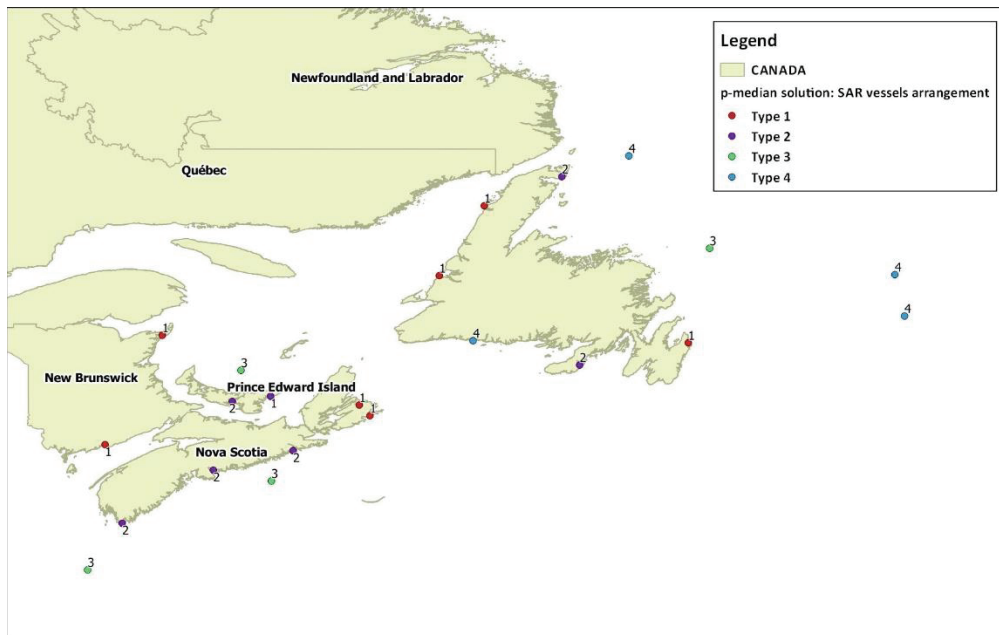 Legend
CANADA
p-median solution: SAR vessels arrangement
Type 1
Type 2
Type 3
Type 4
Newfoundland and Labrador
4
Québec
2
1
3
1
4
4
1
4
1
3
2
New Brunswick
Prince Edward Island
2
1
1
1
1
Nova Scotia
2
2
3
2
3